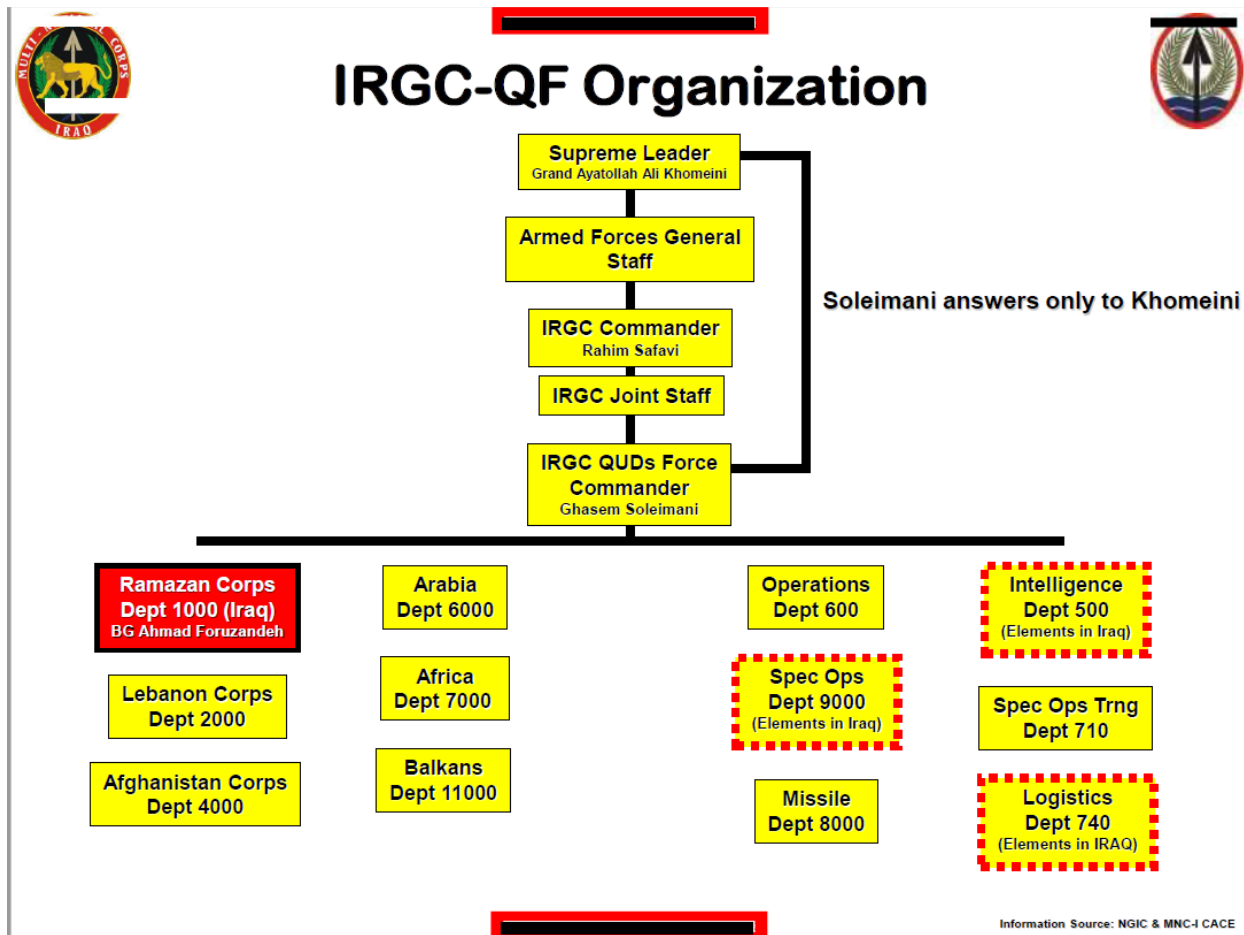 MULTI-NATIONAL CORPS
IRAQ
IRGC-QF Organization
Supreme Leader
Grand Ayatollah Ali Khomeini
Armed Forces General
Staff
Soleimani answers only to Khomeini
IRGC Commander
Rahim Safavi
IRGC Joint Staff
IRGC QUDs Force
Commander
Ghasem Soleimani
Ramazan Corps
Dept 1000 (Iraq)
BG Ahmad Foruzandeh
Lebanon Corps
Dept 2000
Afghanistan Corps
Dept 4000
Arabia
Dept 6000
Africa
Dept 7000
Balkans
Dept 11000
Operations
Dept 600
Spec Ops
Dept 9000
(Elements in Iraq)
Missile
Dept 8000
Intelligence
Dept 500
(Elements in Iraq)
Spec Ops Trng
Dept 710
Logistics
Dept 740
(Elements in IRAQ)
Information Source: NGIC & MNC-I CACE